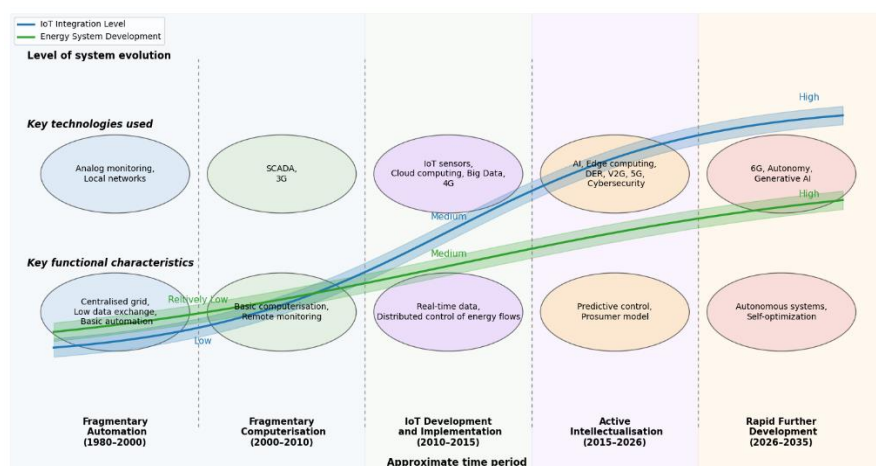 IoT Integration Level
Energy System Development
Level of system evolution
High
Key technologies used
Analog monitoring,
Local networks
SCADA,
3G
IoT sensors,
Cloud computing, Big Data,
4G
AI, Edge computing,
DER, V2G, 5G,
Cybersecurity
6G, Autonomy,
Generative AI
High
Medium
Medium
Key functional characteristics
Centralised grid,
Low data exchange,
Basic automation
Reltively Low
Low
Basic computerisation,
Remote monitoring
Real-time data,
Distributed control of energy flows
Predictive control,
Prosumer model
Autonomous systems,
Self-optimization
Fragmentary
Automation
(1980–2000)
Fragmentary
Computerisation
(2000–2010)
IoT Development
and Implementation
(2010–2015)
Active
Intellectualisation
(2015–2026)
Rapid Further
Development
(2026–2035)
Approximate time period